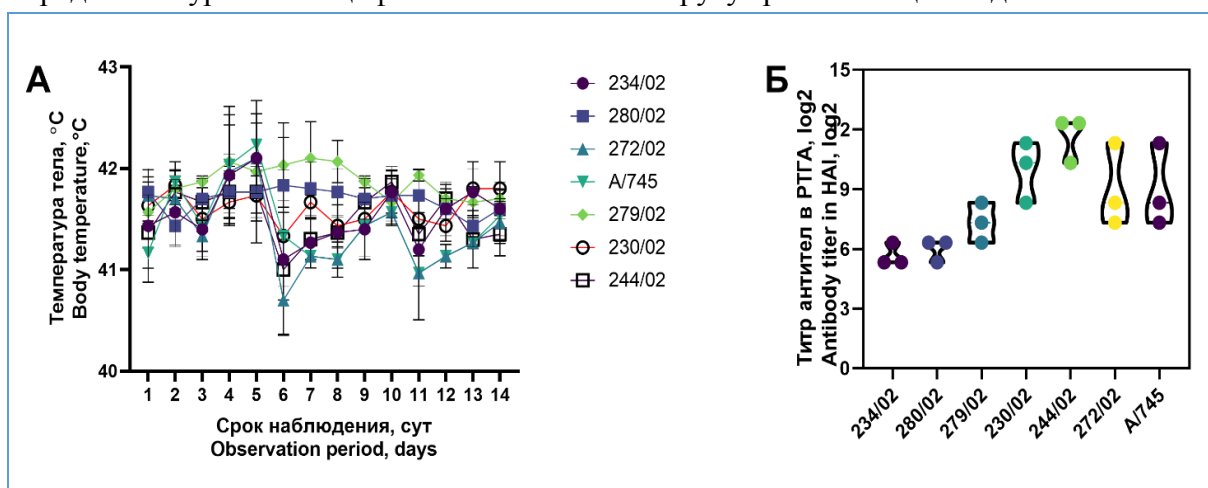 А
43
42
41
40
Температура тела, °C
Body temperature,°C
1 2 3 4 5 6 7 8 9 10 11 12 13 14
Срок наблюдения, сут
Observation period, days
234/02
280/02
272/02
A/745
279/02
230/02
244/02
Б
15
12
9
6
3
0
Титр антител в РТГА, log2
Antibody titer in HAI, log2
234/02
280/02
279/02
230/02
244/02
272/02
A/745